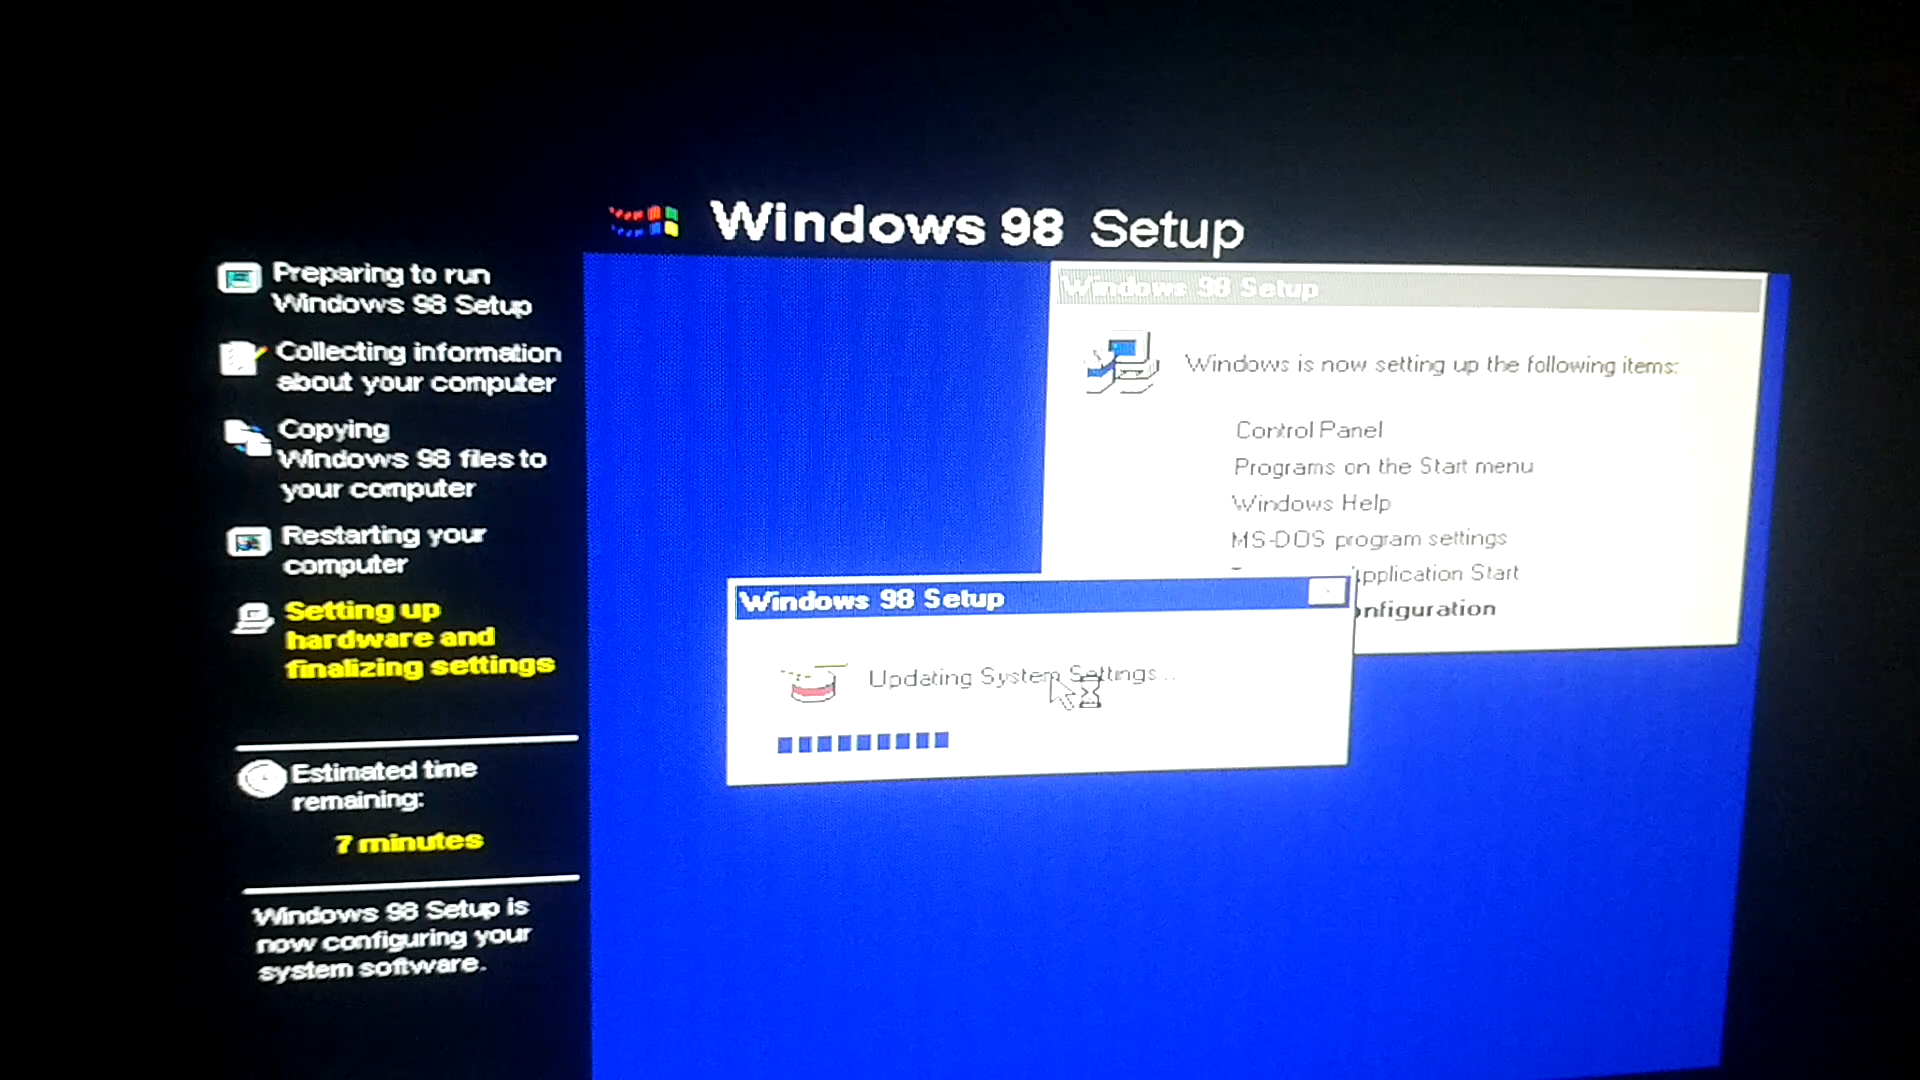 Windows 98 Setup
Preparing to run
Windows 98 Setup
Collecting information
about your computer
Copying
Windows 98 files to
your computer
Restarting your
computer
Setting up
hardware and
finalizing settings
Estimated time
remaining:
7 minutes
Windows 98 Setup is
now configuring your
system software.
Windows 98 Setup
Windows is now setting up the following items:
Control Panel
Programs on the Start menu
Windows Help
MS-DOS program settings
Application Start
onfiguration
Windows 98 Setup
Updating System Settings...